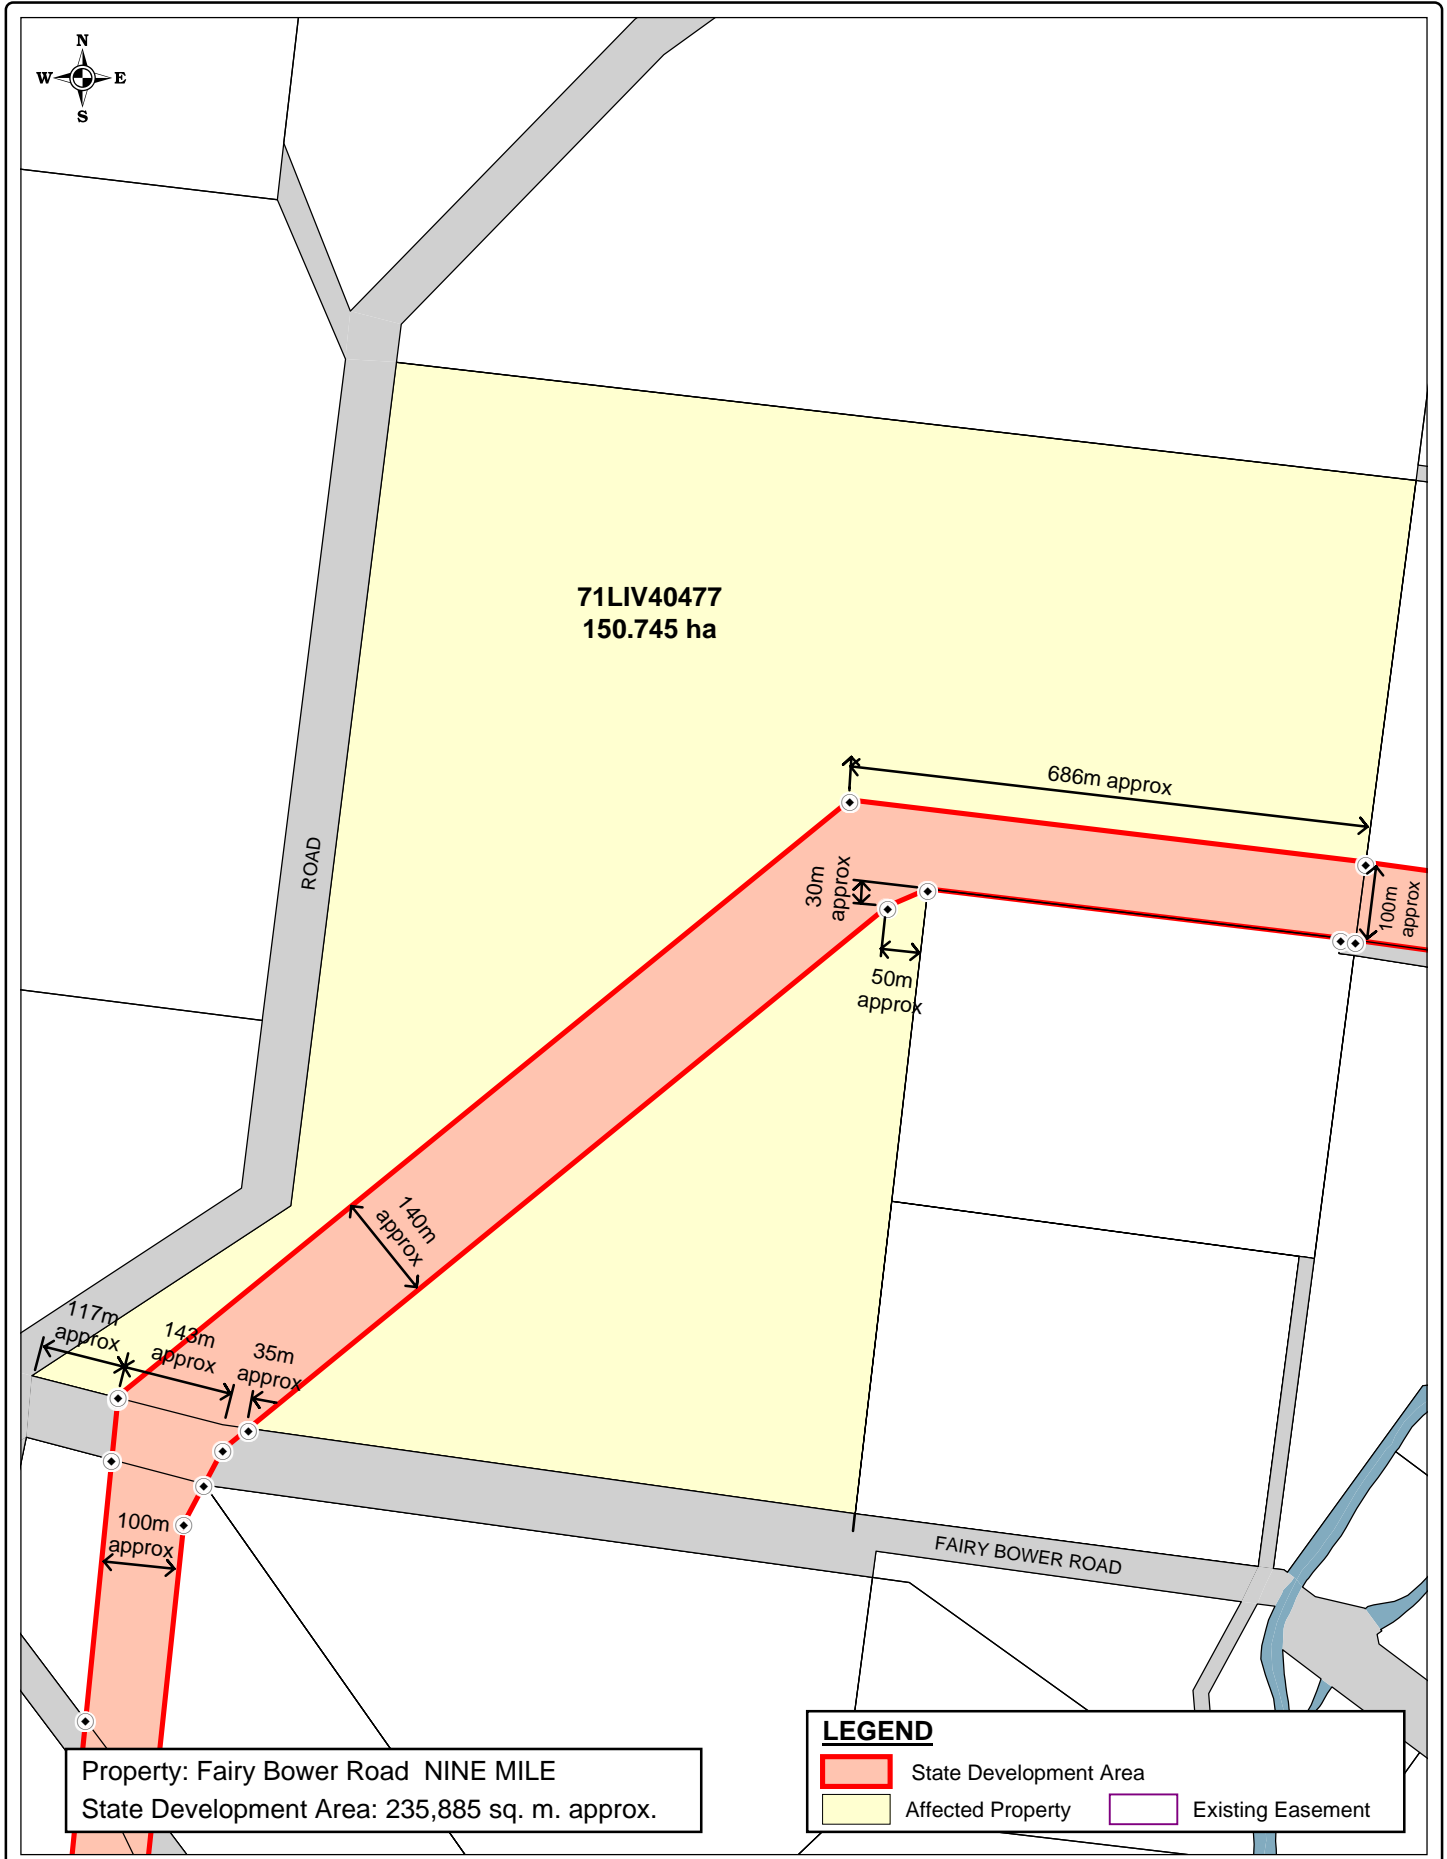 N
W E
S
71LIV40477
150.745 ha
686m approx
ROAD
30m
approx
100m
approx
50m
approx
140m
approx
117m
approx
143m
approx
35m
approx
100m
approx
FAIRY BOWER ROAD
Property: Fairy Bower Road  NINE MILE
State Development Area: 235,885 sq. m. approx.
LEGEND
State Development Area
Affected Property
Existing Easement